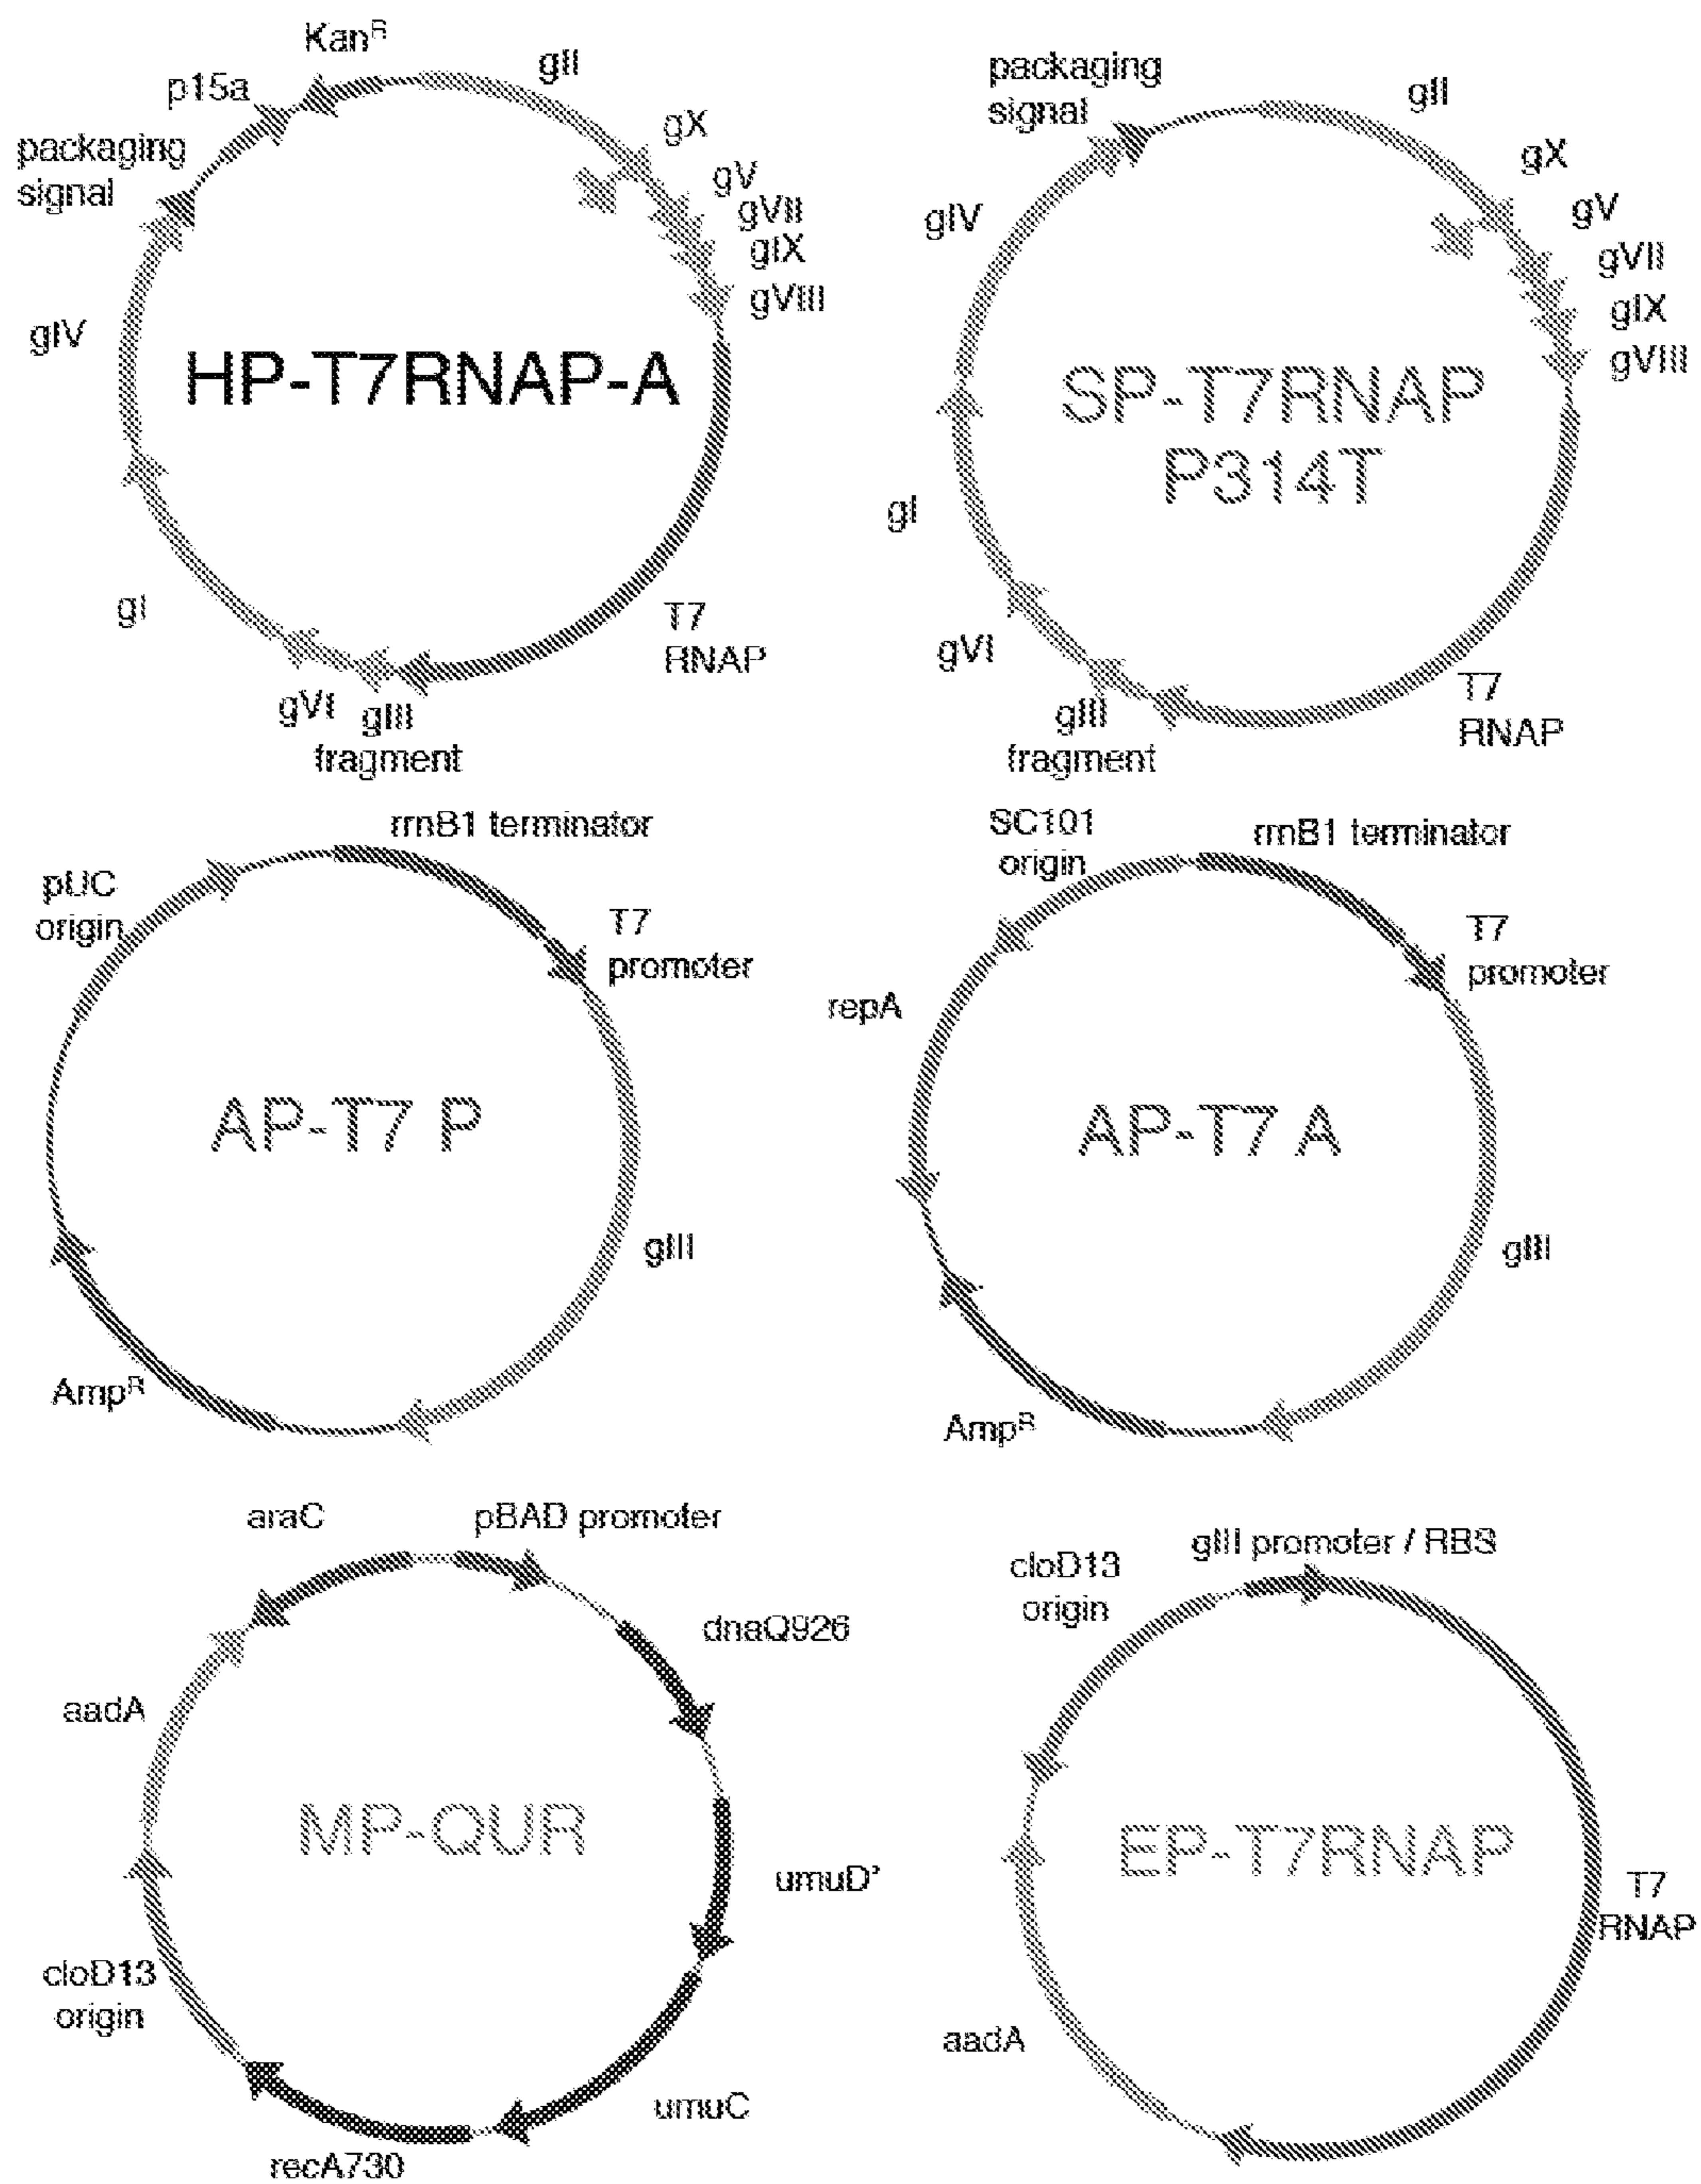 Kan^R
gII
p15a
packaging
signal
gX
gV
gVII
gIX
gVIII
gIV
HP-T7RNAP-A
gI
T7
RNAP
gVI
gIII
fragment
packaging
signal
gII
gX
gV
gVII
gIX
gVIII
gIV
SP-T7RNAP
P314T
gI
gVI
gIII
fragment
T7
RNAP
rrnB1 terminator
pUC
origin
T7
promoter
AP-T7 P
gIII
Amp^R
SC101
origin
rrnB1 terminator
T7
promoter
repA
AP-T7 A
gIII
Amp^R
araC
pBAD promoter
dnaQ926
aadA
MP-QUR
umuD'
cloD13
origin
umuC
recA730
gIII promoter / RBS
cloD13
origin
EP-T7RNAP
T7
RNAP
aadA